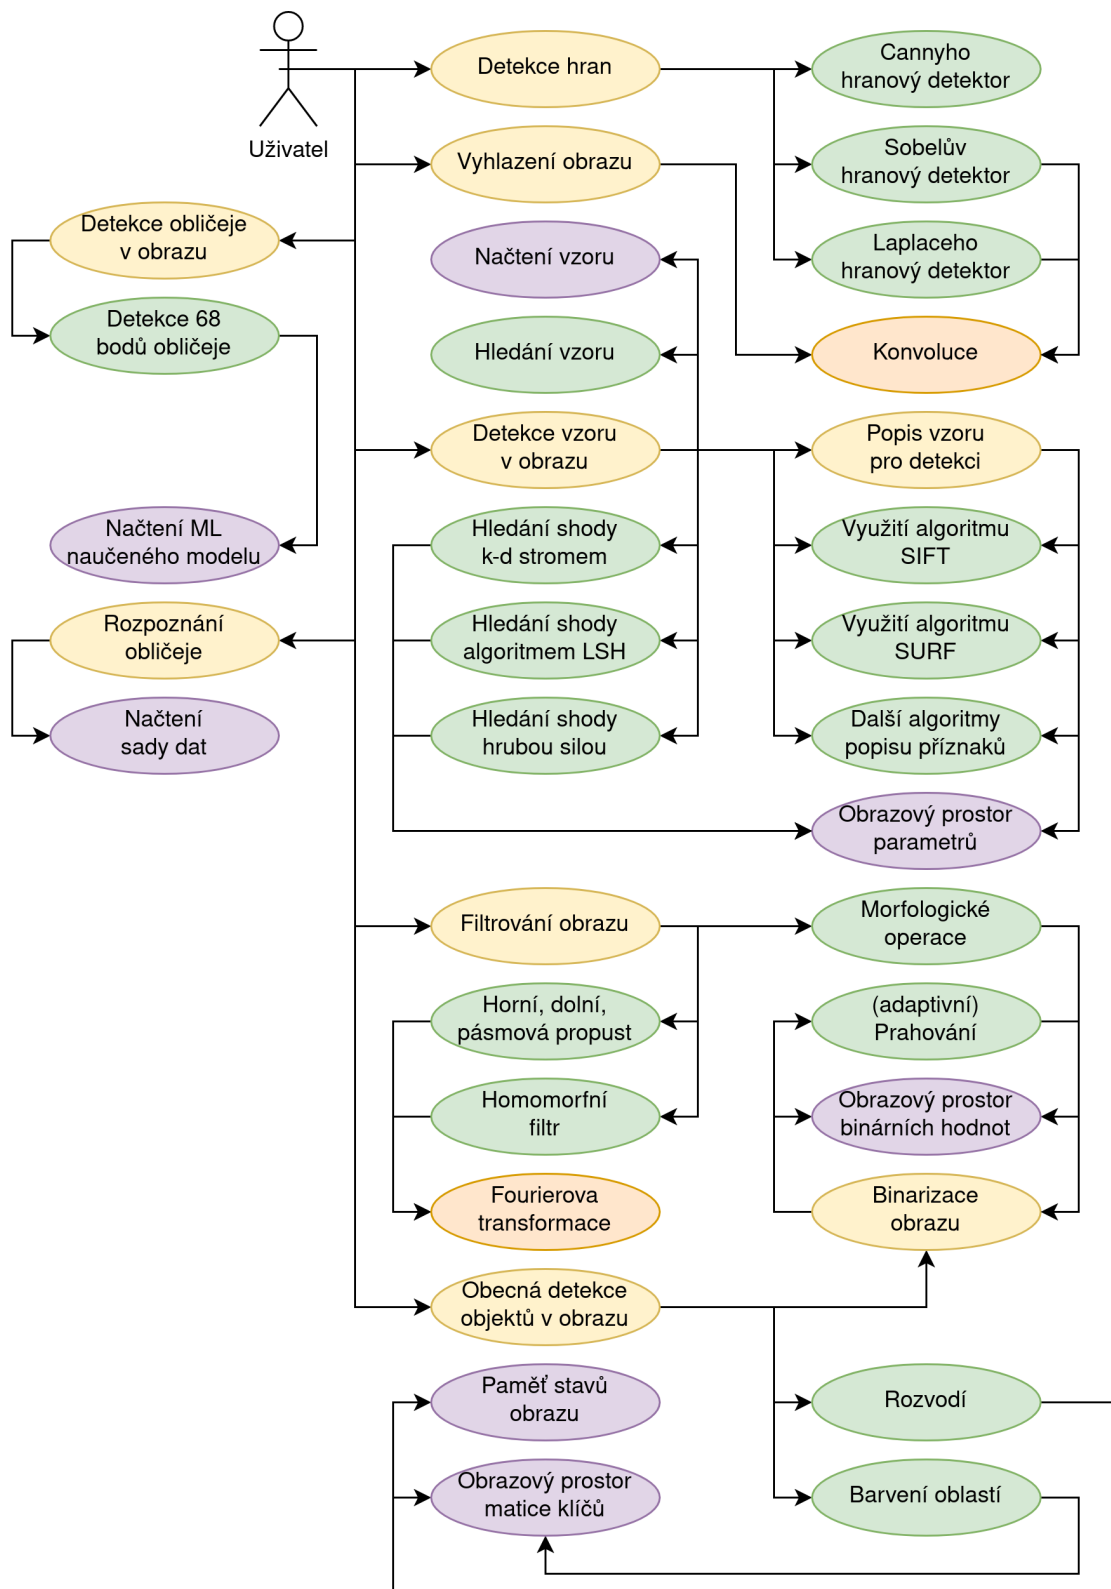 Uživatel
Detekce hran
Cannyho
hranový detektor
Vyhlazení obrazu
Sobelův
hranový detektor
Detekce obličeje
v obrazu
Načtení vzoru
Laplaceho
hranový detektor
Detekce 68
bodů obličeje
Hledání vzoru
Konvoluce
Detekce vzoru
v obrazu
Popis vzoru
pro detekci
Načtení ML
naučeného modelu
Hledání shody
k-d stromem
Využití algoritmu
SIFT
Rozpoznání
obličeje
Hledání shody
algoritmem LSH
Využití algoritmu
SURF
Načtení
sady dat
Hledání shody
hrubou silou
Další algoritmy
popisu příznaků
Obrazový prostor
parametrů
Filtrování obrazu
Morfologické
operace
Horní, dolní,
pásmová propust
(adaptivní)
Prahování
Homomorfní
filtr
Obrazový prostor
binárních hodnot
Fourierova
transformace
Binarizace
obrazu
Obecná detekce
objektů v obrazu
Paměť stavů
obrazu
Rozvodí
Obrazový prostor
matice klíčů
Barvení oblastí